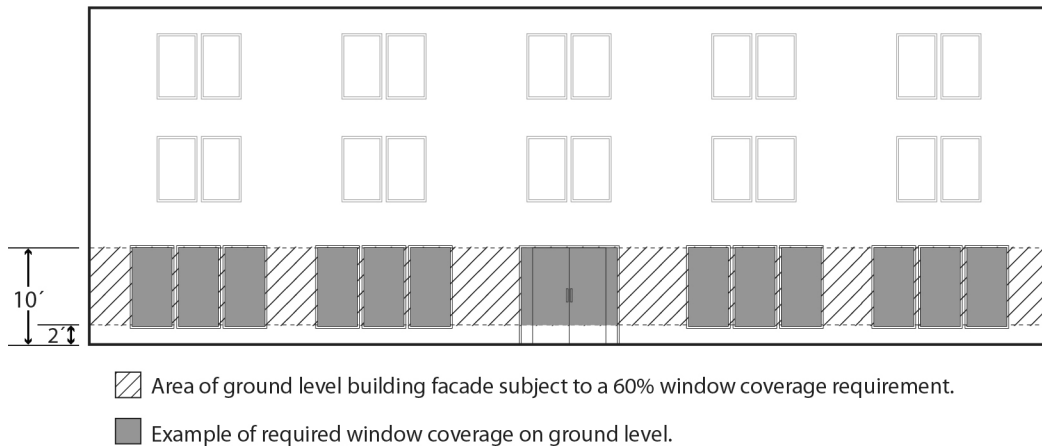 10´
2´
Area of ground level building facade subject to a 60% window coverage requirement.
Example of required window coverage on ground level.